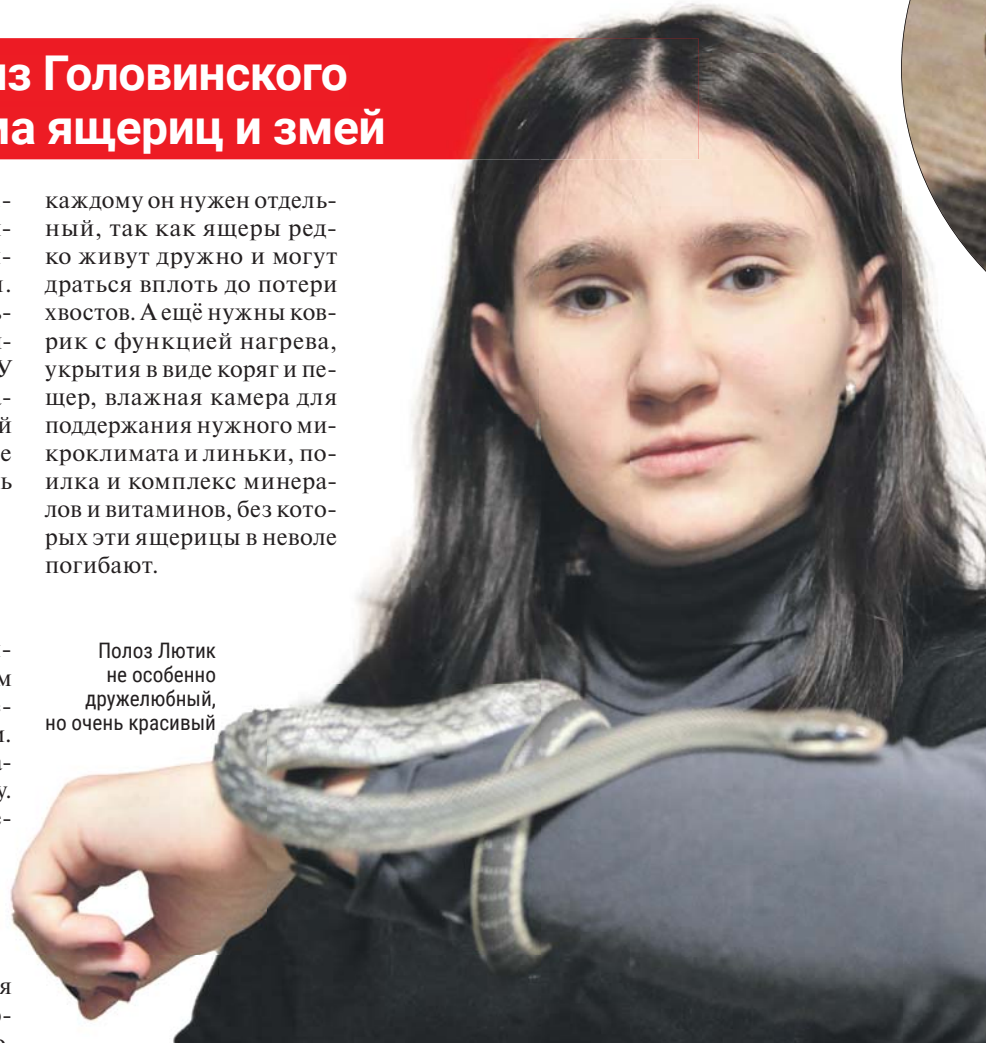 из Головинского
ма ящериц и змей
У
й
е
ь
каждому он нужен отдель-
ный, так как ящеры ред-
ко живут дружно и могут
драться вплоть до потери
хвостов. А ещё нужны ков-
рик с функцией нагрева,
укрытия в виде коряг и пе-
щер, влажная камера для
поддержания нужного ми-
кроклимата и линьки, по-
илка и комплекс минера-
лов и витаминов, без кото-
рых эти ящерицы в неволе
погибают.
Полоз Лютик
не особенно
дружелюбный,
но очень красивый
м
у.
я